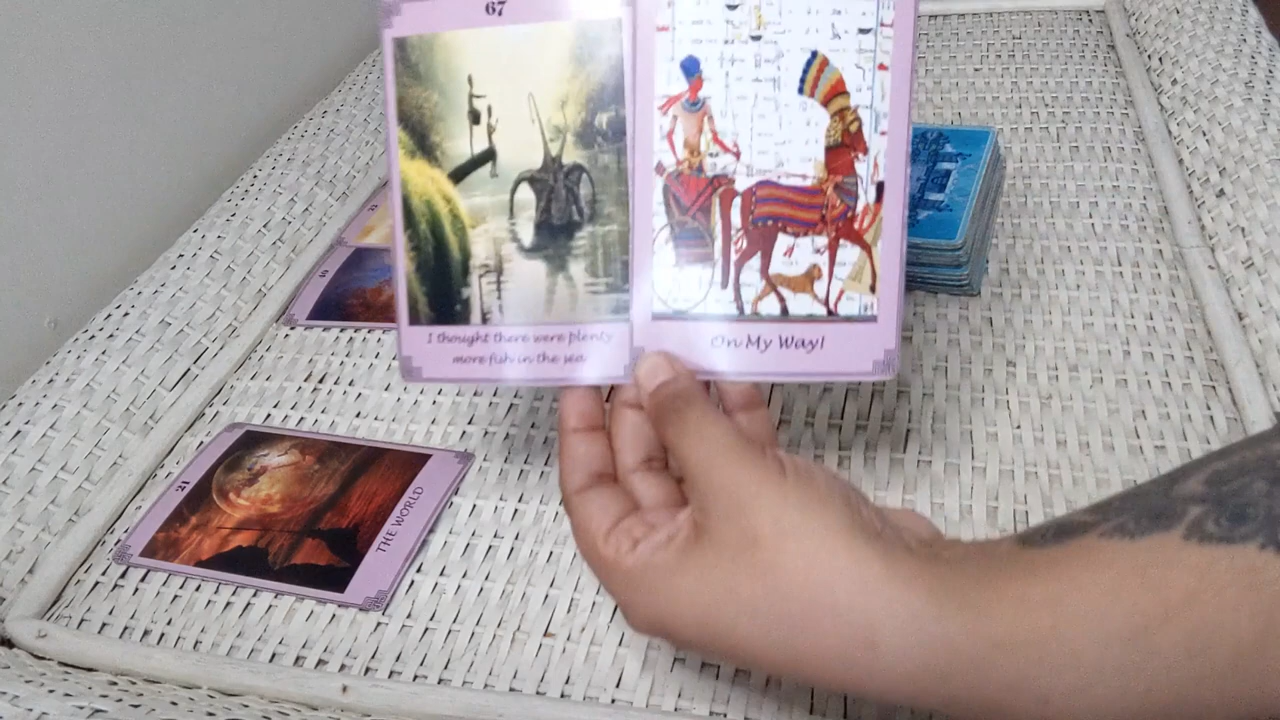 67
I thought there were plenty
more fish in the sea
On My Way!
21
THE WORLD